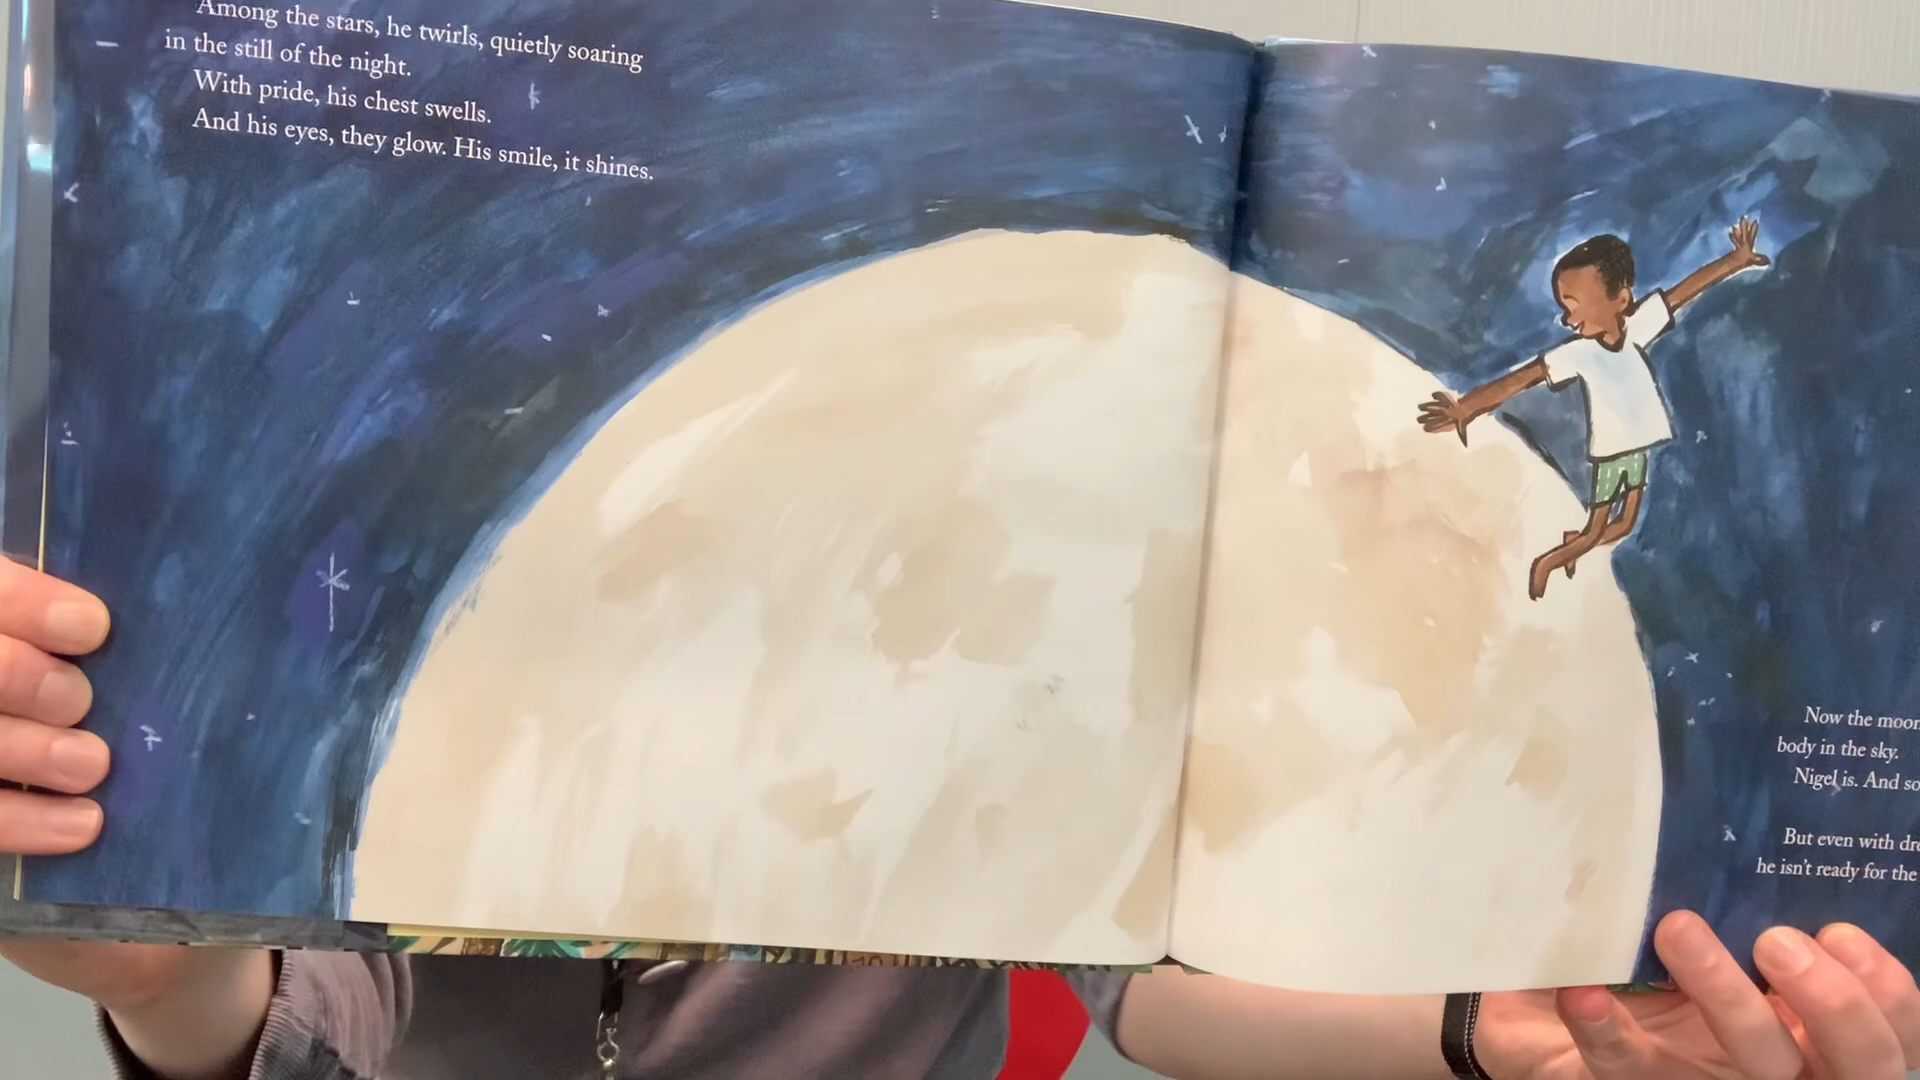 Among the stars, he twirls, quietly soaring
in the still of the night.
With pride, his chest swells.
And his eyes, they glow. His smile, it shines.
Now the moon
body in the sky.
Nigel is. And so
But even with
he isn't ready for the